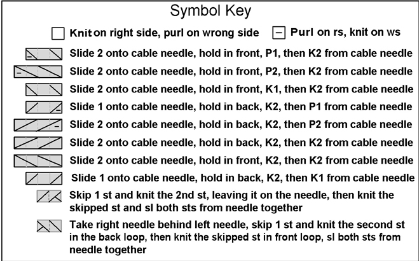 Symbol Key
Knit on right side, purl on wrong side Purl on rs, knit on ws
Slide 2 onto cable needle, hold in front, P1, then K2 from cable needle
Slide 2 onto cable needle, hold in front, P2, then K2 from cable needle
Slide 2 onto cable needle, hold in front, K1, then K2 from cable needle
Slide 1 onto cable needle, hold in back, K2, then P1 from cable needle
Slide 2 onto cable needle, hold in back, K2, then P2 from cable needle
Slide 2 onto cable needle, hold in back, K2, then K2 from cable needle
Slide 2 onto cable needle, hold in front, K2, then K2 from cable needle
Slide 1 onto cable needle, hold in back, K2, then K1 from cable needle
Skip 1 st and knit the 2nd st, leaving it on the needle, then knit the
skipped st and sl both sts from needle together
Take right needle behind left needle, skip 1 st and knit the second st
in the back loop, then knit the skipped st in front loop, sl both sts from
needle together